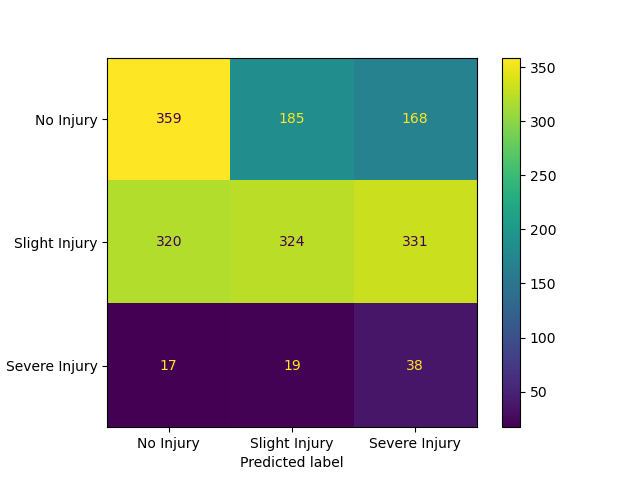 No Injury 359 185 168
Slight Injury 320 324 331
Severe Injury 17 19 38
No Injury Slight Injury Severe Injury
Predicted label
350
300
250
200
150
100
50